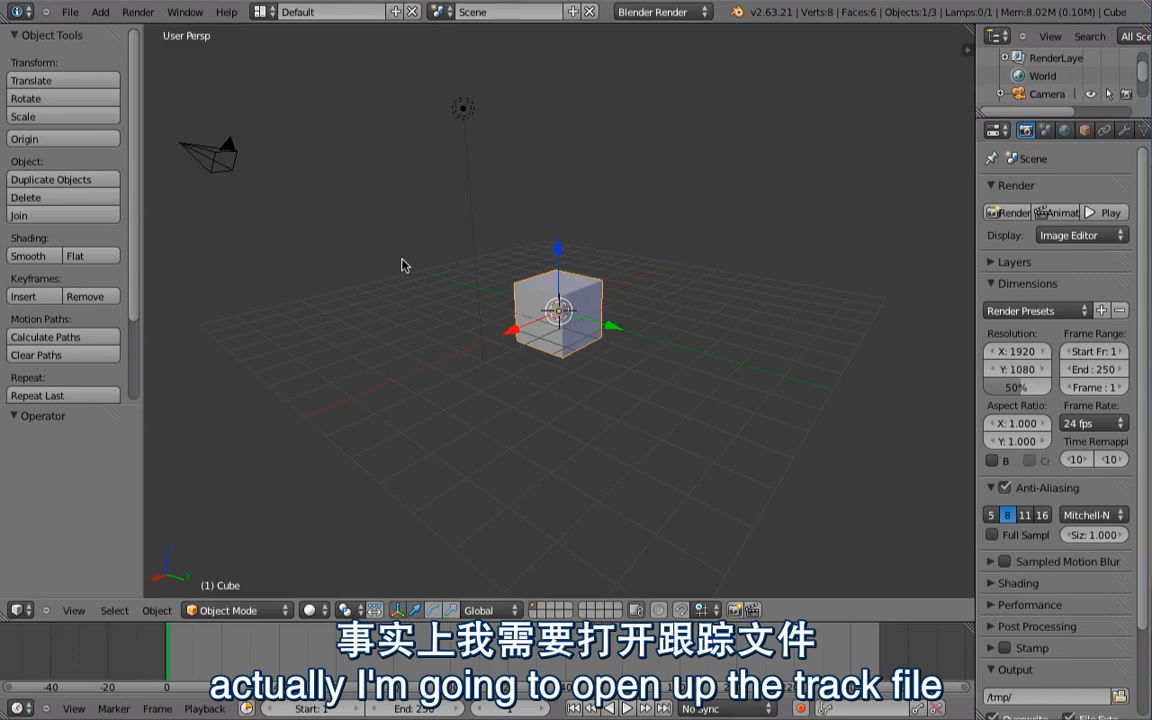 File Add Render Window Help Default Scene Blender Render v2.63.21 | Verts:8 | Faces:6 | Objects:1/3 | Lamps:0/1 | Mem:8.02M (0.10M) | Cube
Object Tools
Transform:
Translate
Rotate
Scale
Origin
Object:
Duplicate Objects
Delete
Join
Shading:
Smooth Flat
Keyframes:
Insert Remove
Motion Paths:
Calculate Paths
Clear Paths
Repeat:
Repeat Last
Operator
User Persp
(1) Cube
View Select Object Object Mode Global
View Search All Sce
RenderLaye
World
Camera
Scene
Render
Render Animat Play
Display: Image Editor
Layers
Dimensions
Render Presets
Resolution: Frame Range:
X: 1920 Start Fr: 1
Y: 1080 End : 250
50% Frame : 1
Aspect Ratio: Frame Rate:
X: 1.000 24 fps
Y: 1.000 Time Remappi
B Cr 10 10
Anti-Aliasing
5 8 11 16 Mitchell-N
Full Sampl Siz: 1.000
Sampled Motion Blur
Shading
Performance
Post Processing
Stamp
Output
/tmp/
事实上我需要打开跟踪文件
actually I'm going to open up the track file
-40 -20 0
View Marker Frame Playback Start: 1 End: 250 1 No Sync